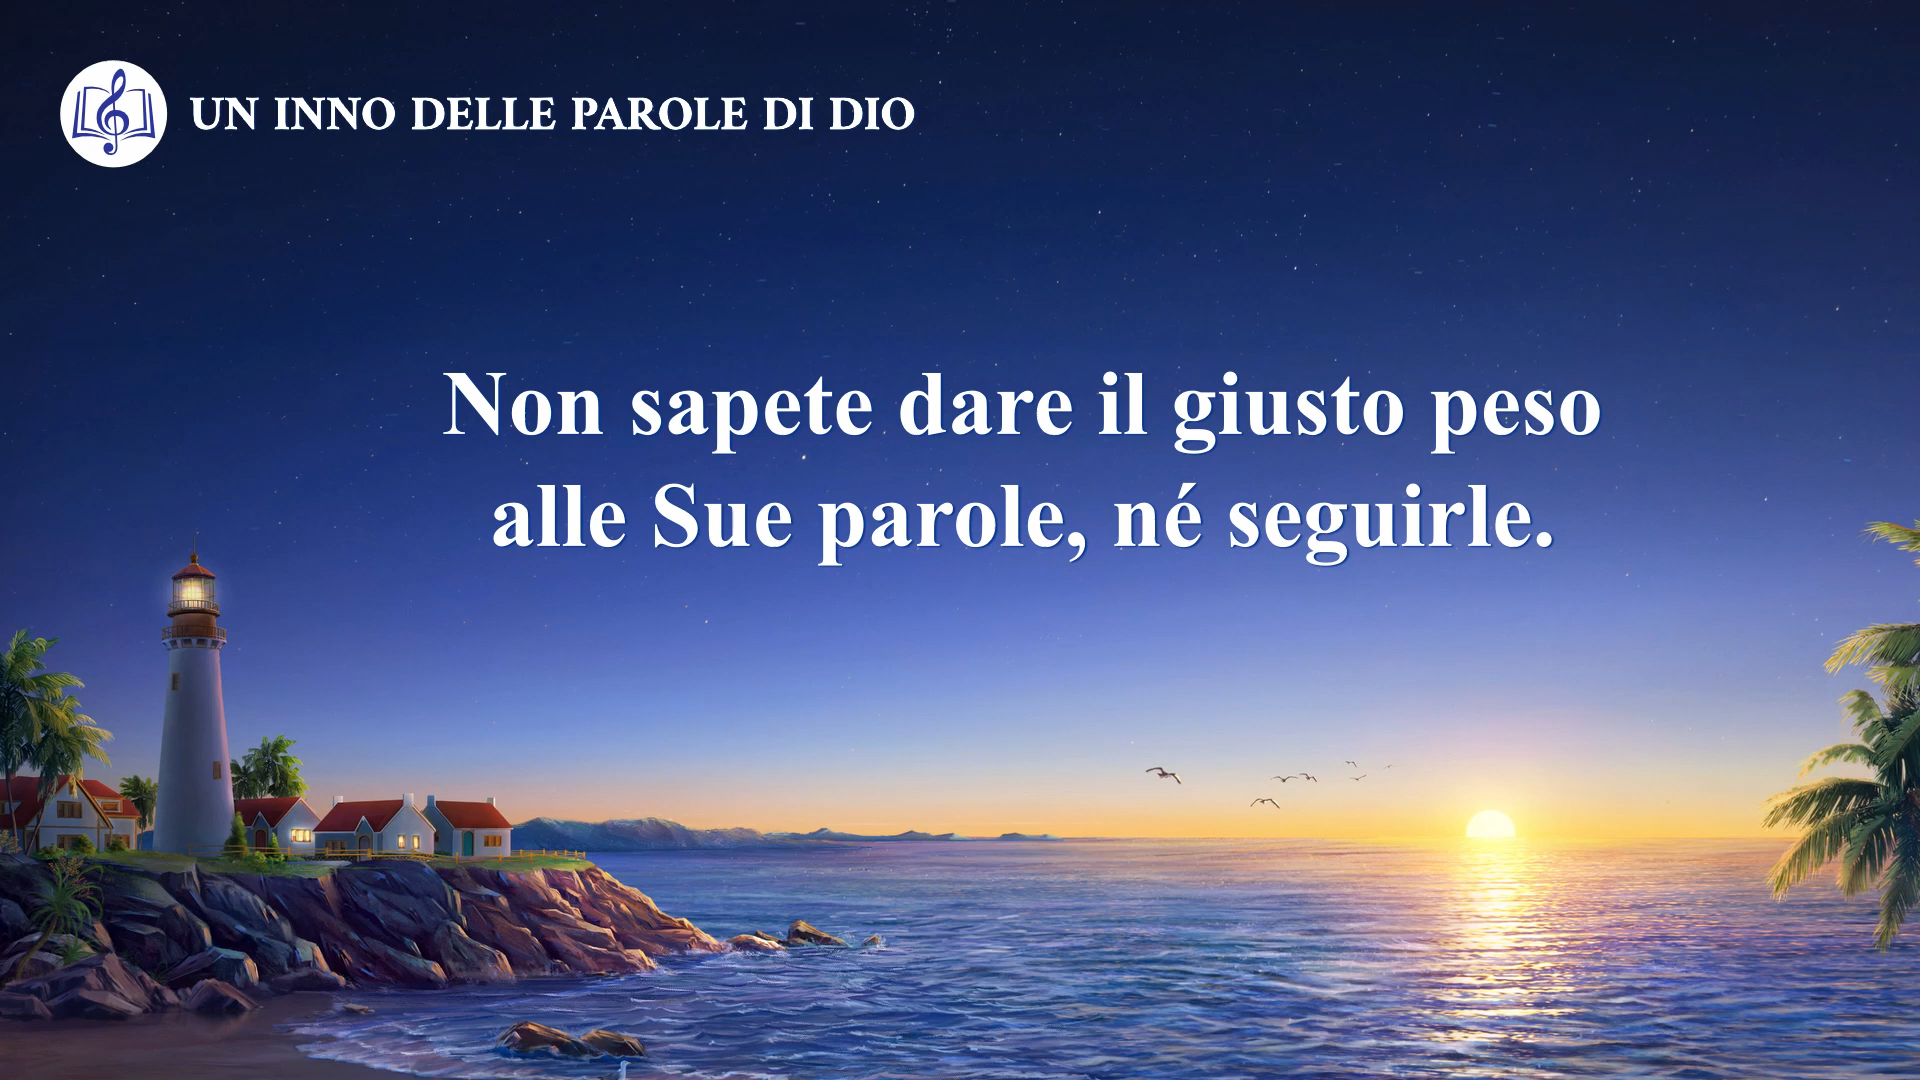 UN INNO DELLE PAROLE DI DIO
Non sapete dare il giusto peso
alle Sue parole, né seguirle.